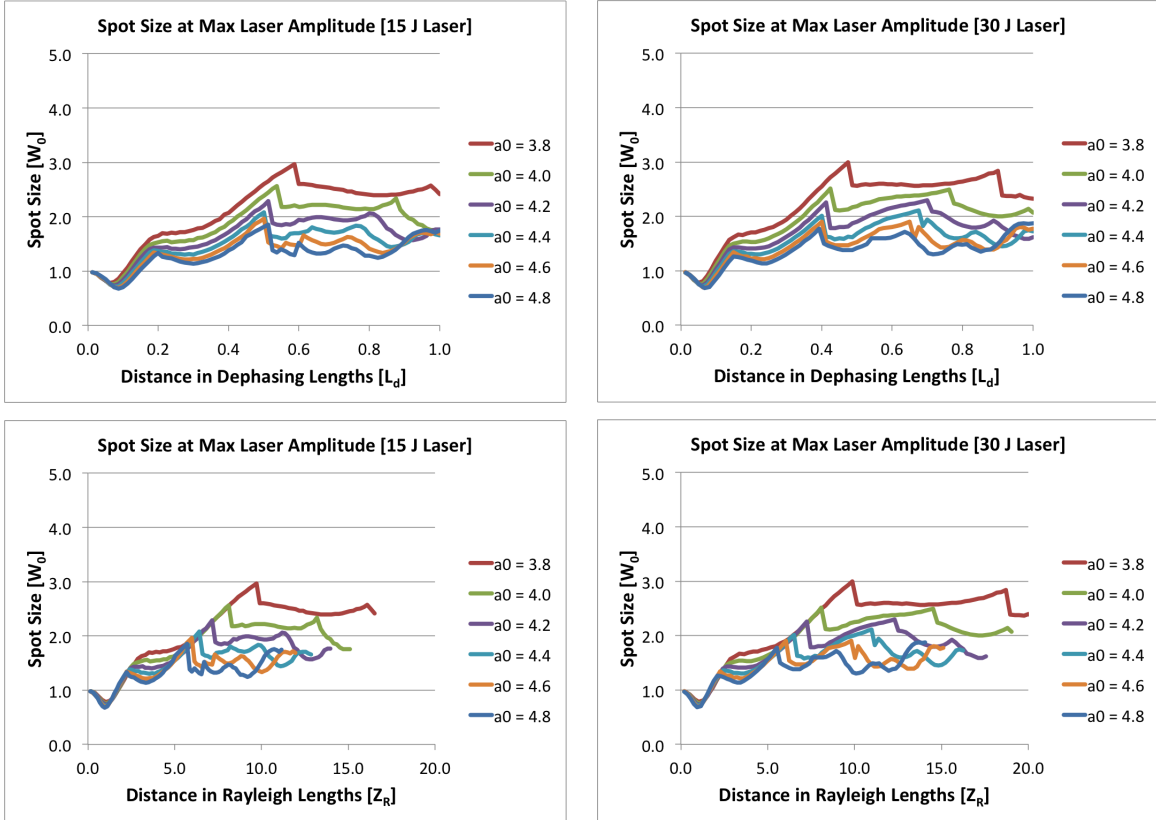 Spot Size at Max Laser Amplitude [15 J Laser]
5.0
4.0
3.0
2.0
1.0
0.0
Spot Size [W0]
0.0 0.2 0.4 0.6 0.8 1.0
Distance in Dephasing Lengths [Ld]
a0 = 3.8
a0 = 4.0
a0 = 4.2
a0 = 4.4
a0 = 4.6
a0 = 4.8
Spot Size at Max Laser Amplitude [30 J Laser]
5.0
4.0
3.0
2.0
1.0
0.0
Spot Size [W0]
0.0 0.2 0.4 0.6 0.8 1.0
Distance in Dephasing Lengths [Ld]
a0 = 3.8
a0 = 4.0
a0 = 4.2
a0 = 4.4
a0 = 4.6
a0 = 4.8
Spot Size at Max Laser Amplitude [15 J Laser]
5.0
4.0
3.0
2.0
1.0
0.0
Spot Size [W0]
0.0 5.0 10.0 15.0 20.0
Distance in Rayleigh Lengths [ZR]
a0 = 3.8
a0 = 4.0
a0 = 4.2
a0 = 4.4
a0 = 4.6
a0 = 4.8
Spot Size at Max Laser Amplitude [30 J Laser]
5.0
4.0
3.0
2.0
1.0
0.0
Spot Size [W0]
0.0 5.0 10.0 15.0 20.0
Distance in Rayleigh Lengths [ZR]
a0 = 3.8
a0 = 4.0
a0 = 4.2
a0 = 4.4
a0 = 4.6
a0 = 4.8